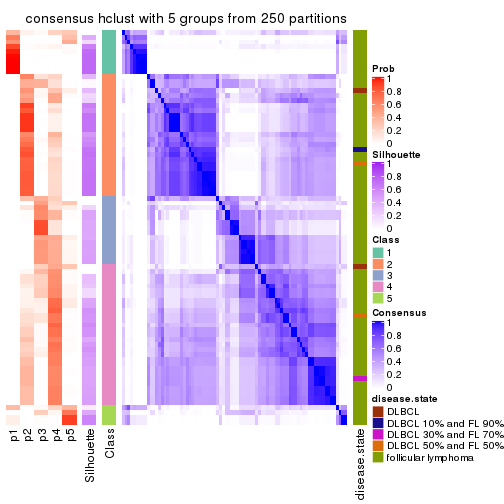 consensus hclust with 5 groups from 250 partitions
Prob
1
0.8
0.6
0.4
0.2
0
Silhouette
1
0.8
0.6
0.4
0.2
0
Class
1
2
3
4
5
Consensus
1
0.8
0.6
0.4
0.2
0
disease.state
DLBCL
DLBCL 10% and FL 90%
DLBCL 30% and FL 70%
DLBCL 50% and FL 50%
follicular lymphoma
p1
p2
p3
p4
p5
Silhouette
Class
disease.state